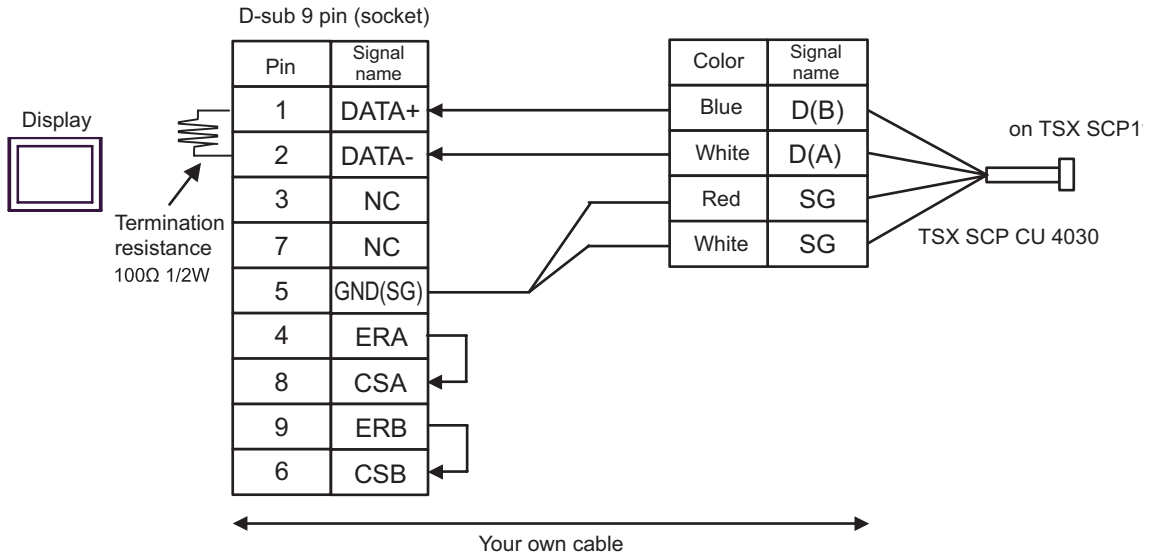 D-sub 9 pin (socket)
Pin Signal name
1 DATA+
2 DATA-
3 NC
7 NC
5 GND(SG)
4 ERA
8 CSA
9 ERB
6 CSB
Display
Termination
resistance
100Ω 1/2W
Color Signal name
Blue D(B)
White D(A)
Red SG
White SG
on TSX SCP1
TSX SCP CU 4030
Your own cable